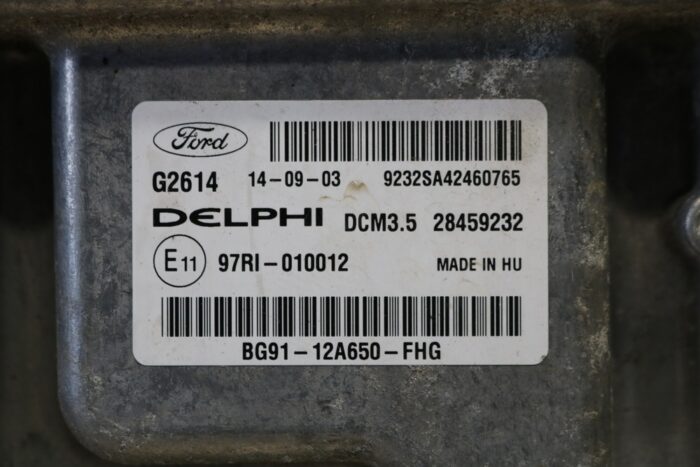 Ford
G2614 14-09-03 9232SA42460765
DELPHI DCM3.5 28459232
E11 97RI-010012 MADE IN HU
BG91-12A650-FHG